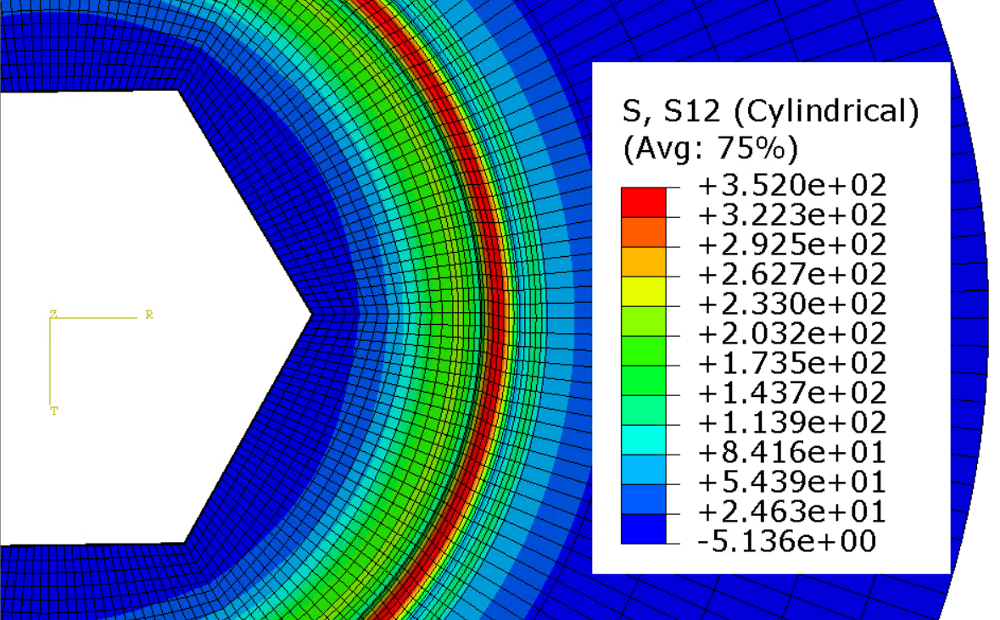 S, S12 (Cylindrical)
(Avg: 75%)
+3.520e+02
+3.223e+02
+2.925e+02
+2.627e+02
+2.330e+02
+2.032e+02
+1.735e+02
+1.437e+02
+1.139e+02
+8.416e+01
+5.439e+01
+2.463e+01
-5.136e+00
Z R
T